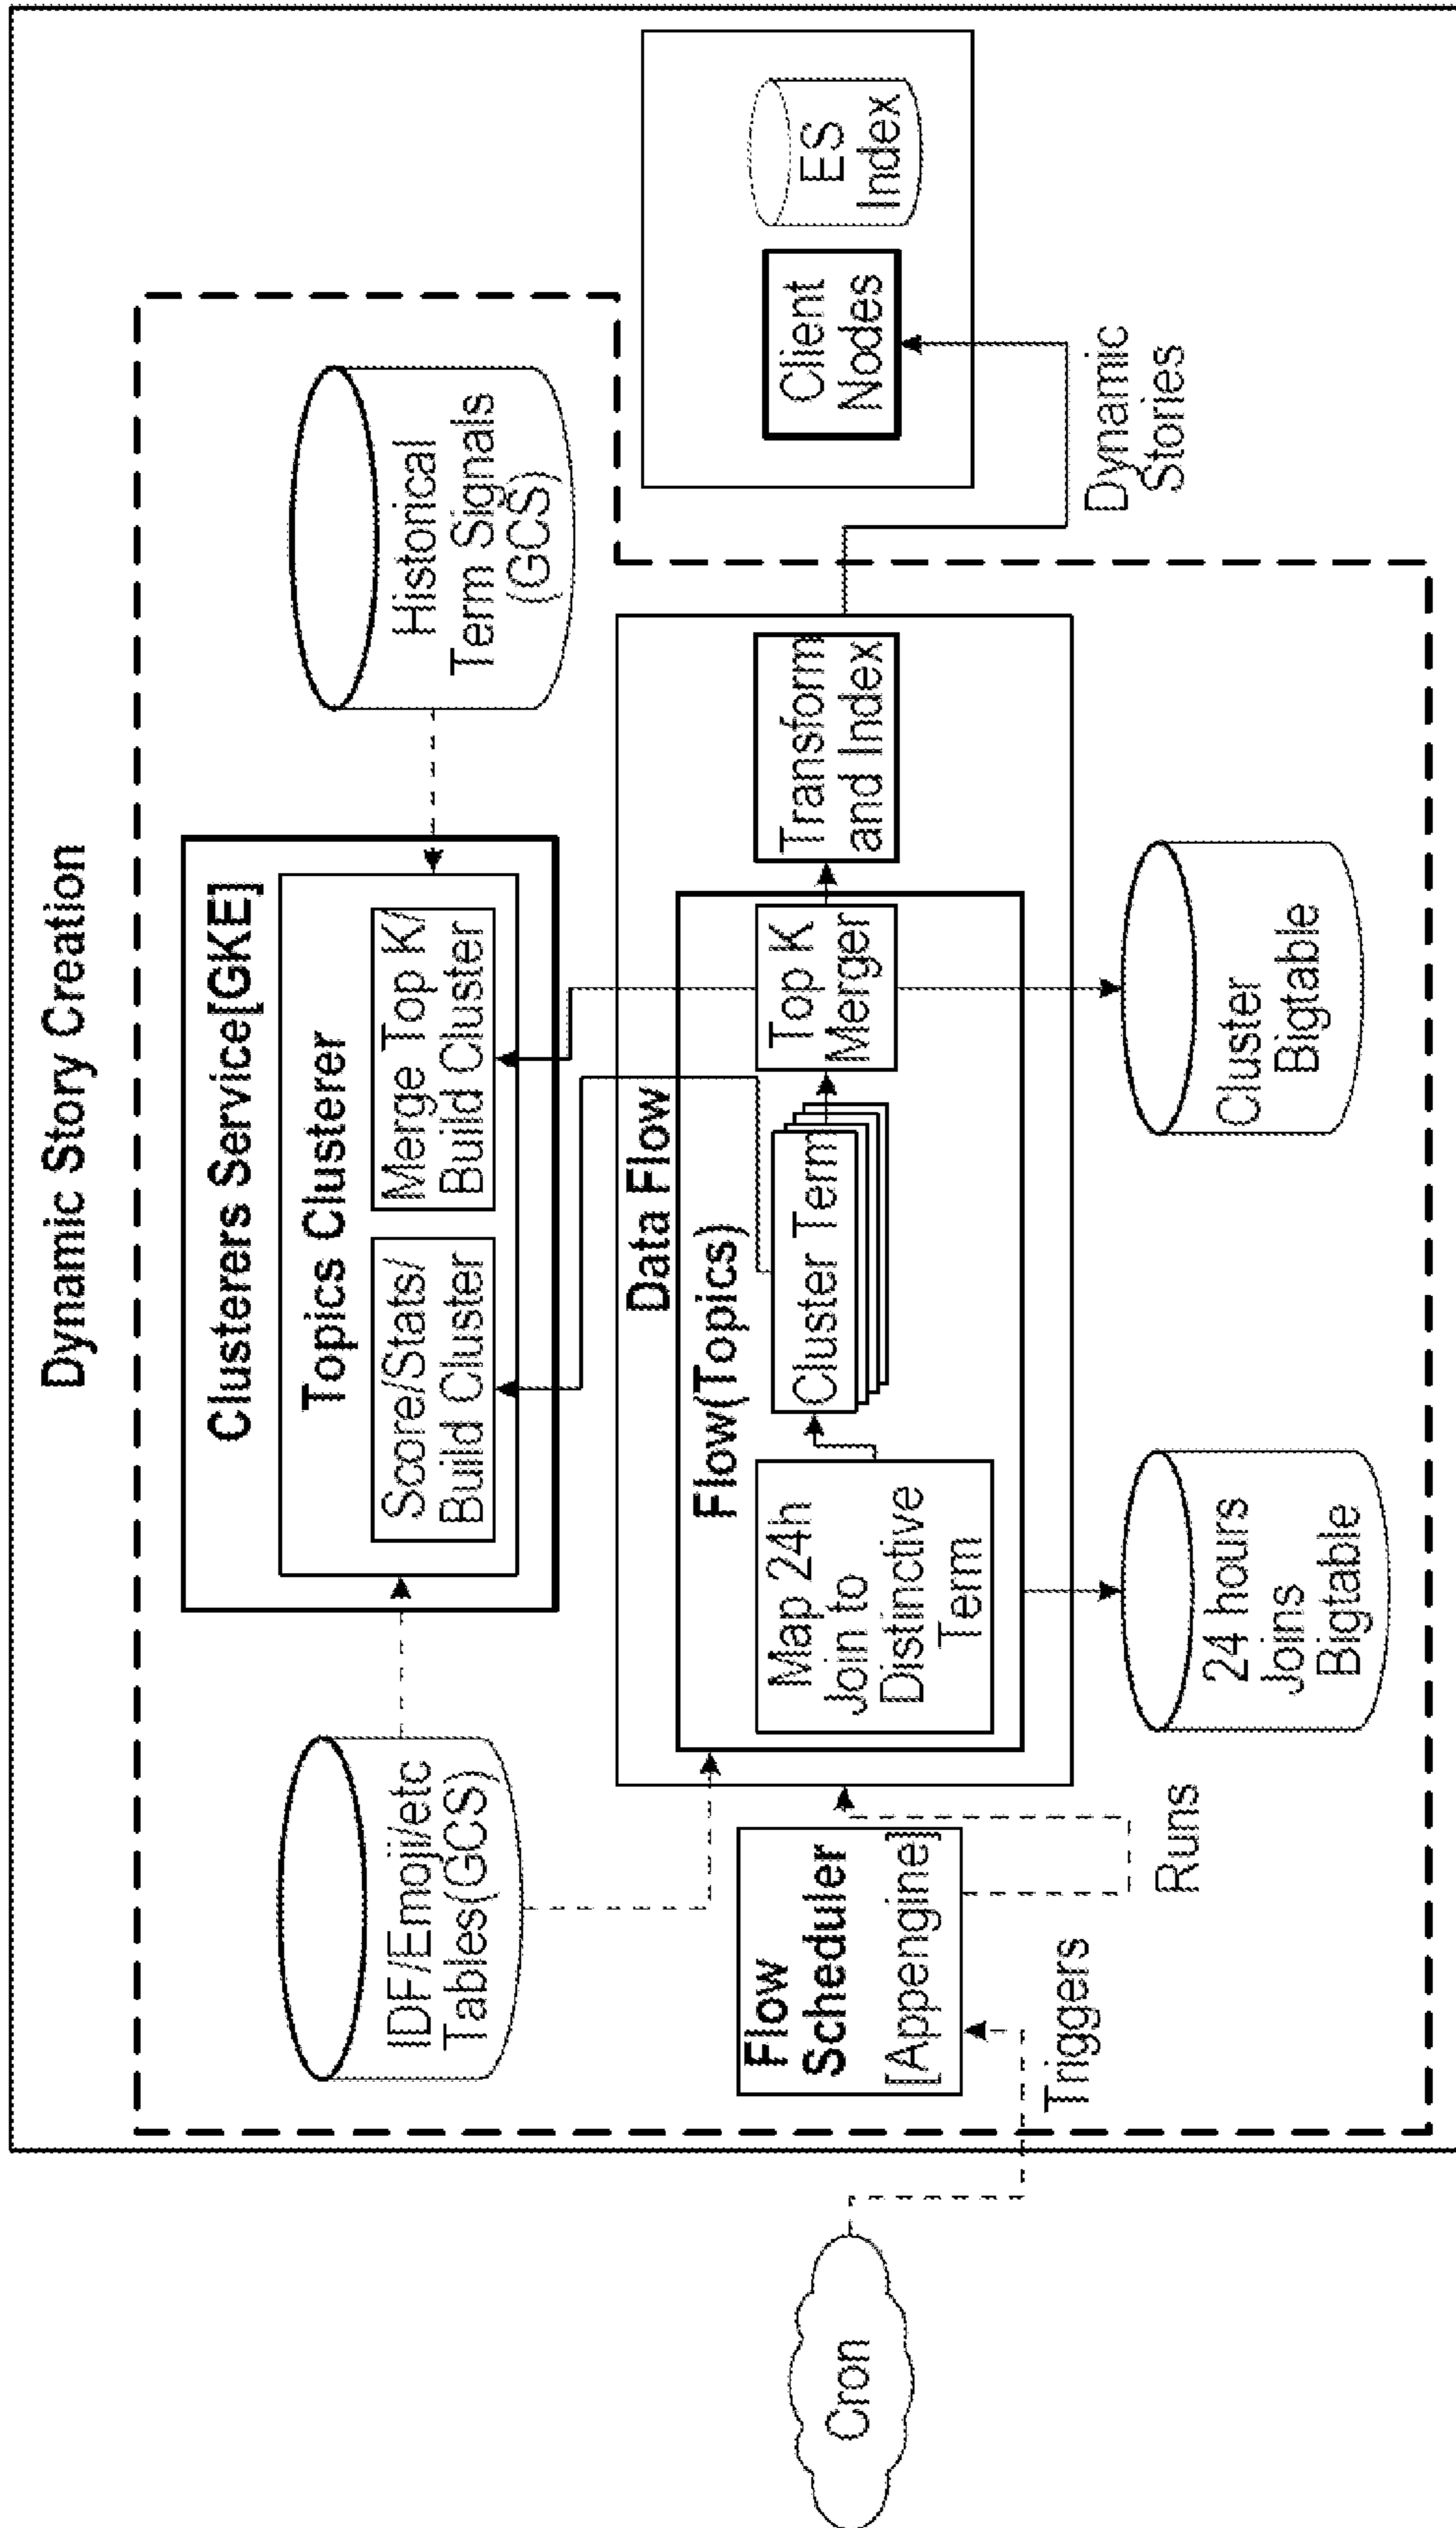 Dynamic Story Creation
Clusterers Service[GKE]
Topics Clusterer
Score/Stats/
Build Cluster
Merge Top K/
Build Cluster
IDF/Emoji/etc
Tables(GCS)
Historical
Term Signals
(GCS)
Data Flow
Flow(Topics)
Map 24h
Join to
Distinctive
Term
Cluster Term
Top K
Merger
Transform
and Index
Client
Nodes
ES
Index
Flow
Scheduler
[Appengine]
Cron
Triggers
Runs
24 hours
Joins
Bigtable
Cluster
Bigtable
Dynamic
Stories